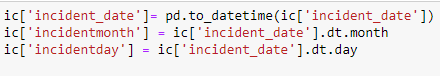 ic['incident_date']= pd.to_datetime(ic['incident_date'])
ic['incidentmonth'] = ic['incident_date'].dt.month
ic['incidentday'] = ic['incident_date'].dt.day